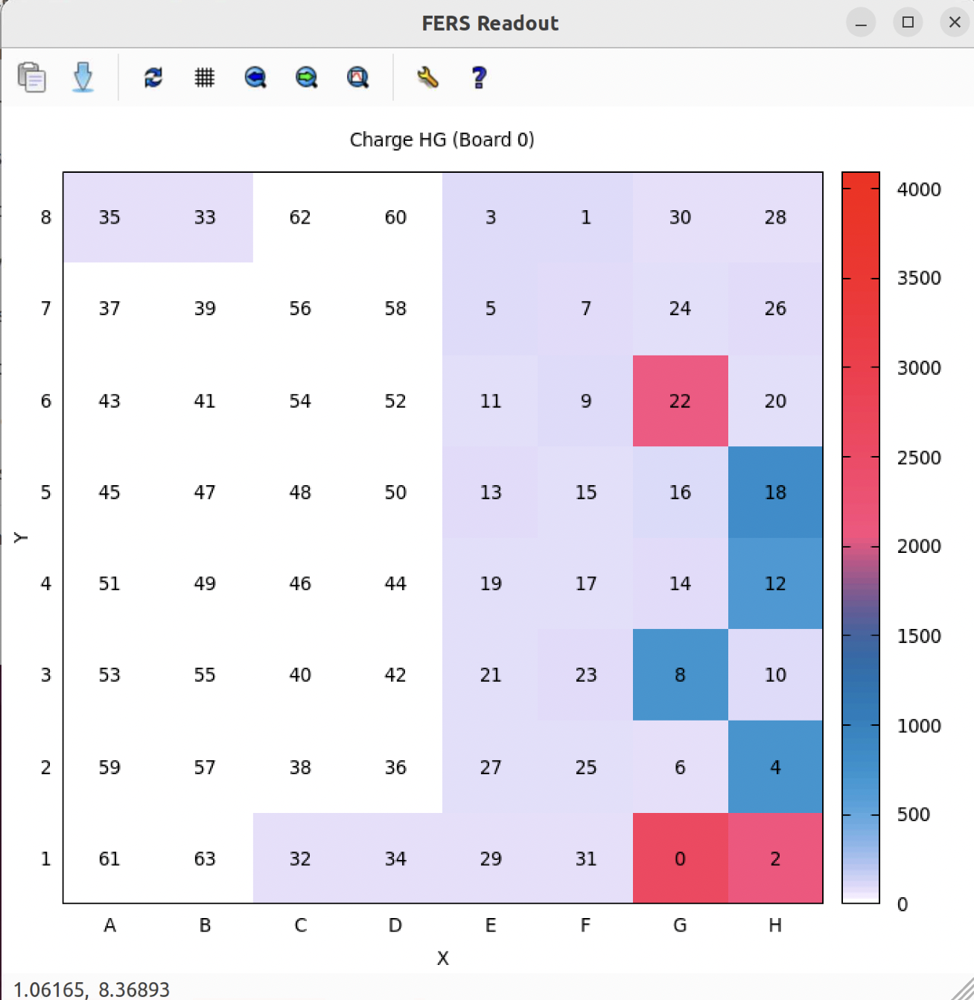 FERS Readout
Charge HG (Board 0)
8 35 33 62 60 3 1 30 28 4000
7 37 39 56 58 5 7 24 26 3500
6 43 41 54 52 11 9 22 20 3000
5 45 47 48 50 13 15 16 18 2500
Y
4 51 49 46 44 19 17 14 12 2000
3 53 55 40 42 21 23 8 10 1500
2 59 57 38 36 27 25 6 4 1000
1 61 63 32 34 29 31 0 2 500
0
A B C D E F G H
X
1.06165, 8.36893